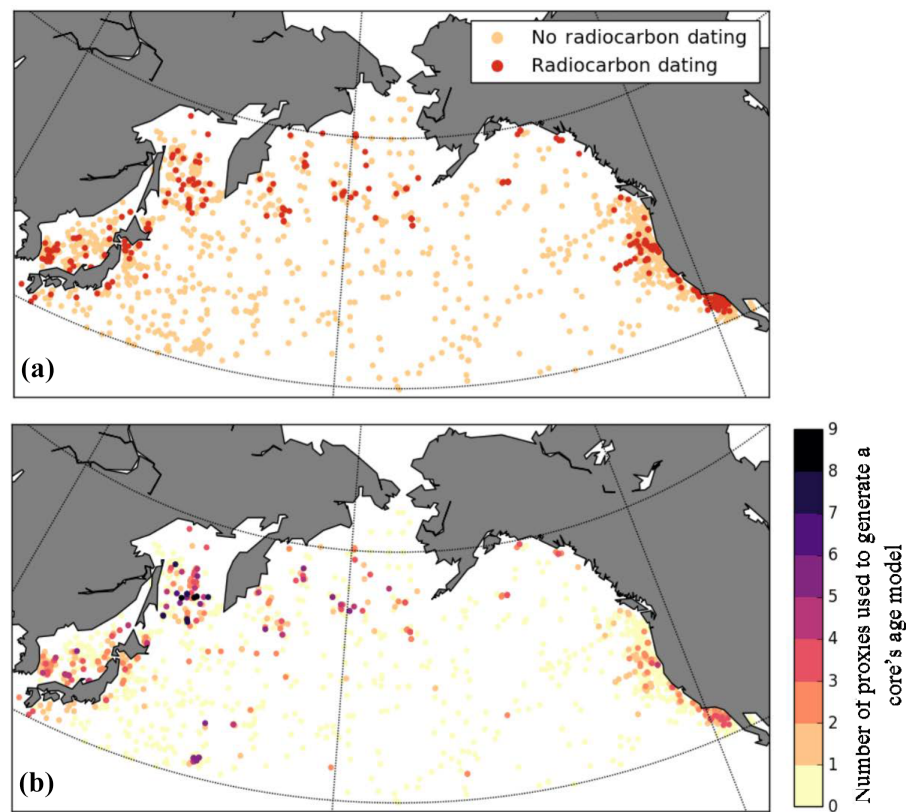 No radiocarbon dating
Radiocarbon dating
(a)
9
8
7
6
5
4
3
2
1
0
Number of proxies used to generate a
core's age model
(b)